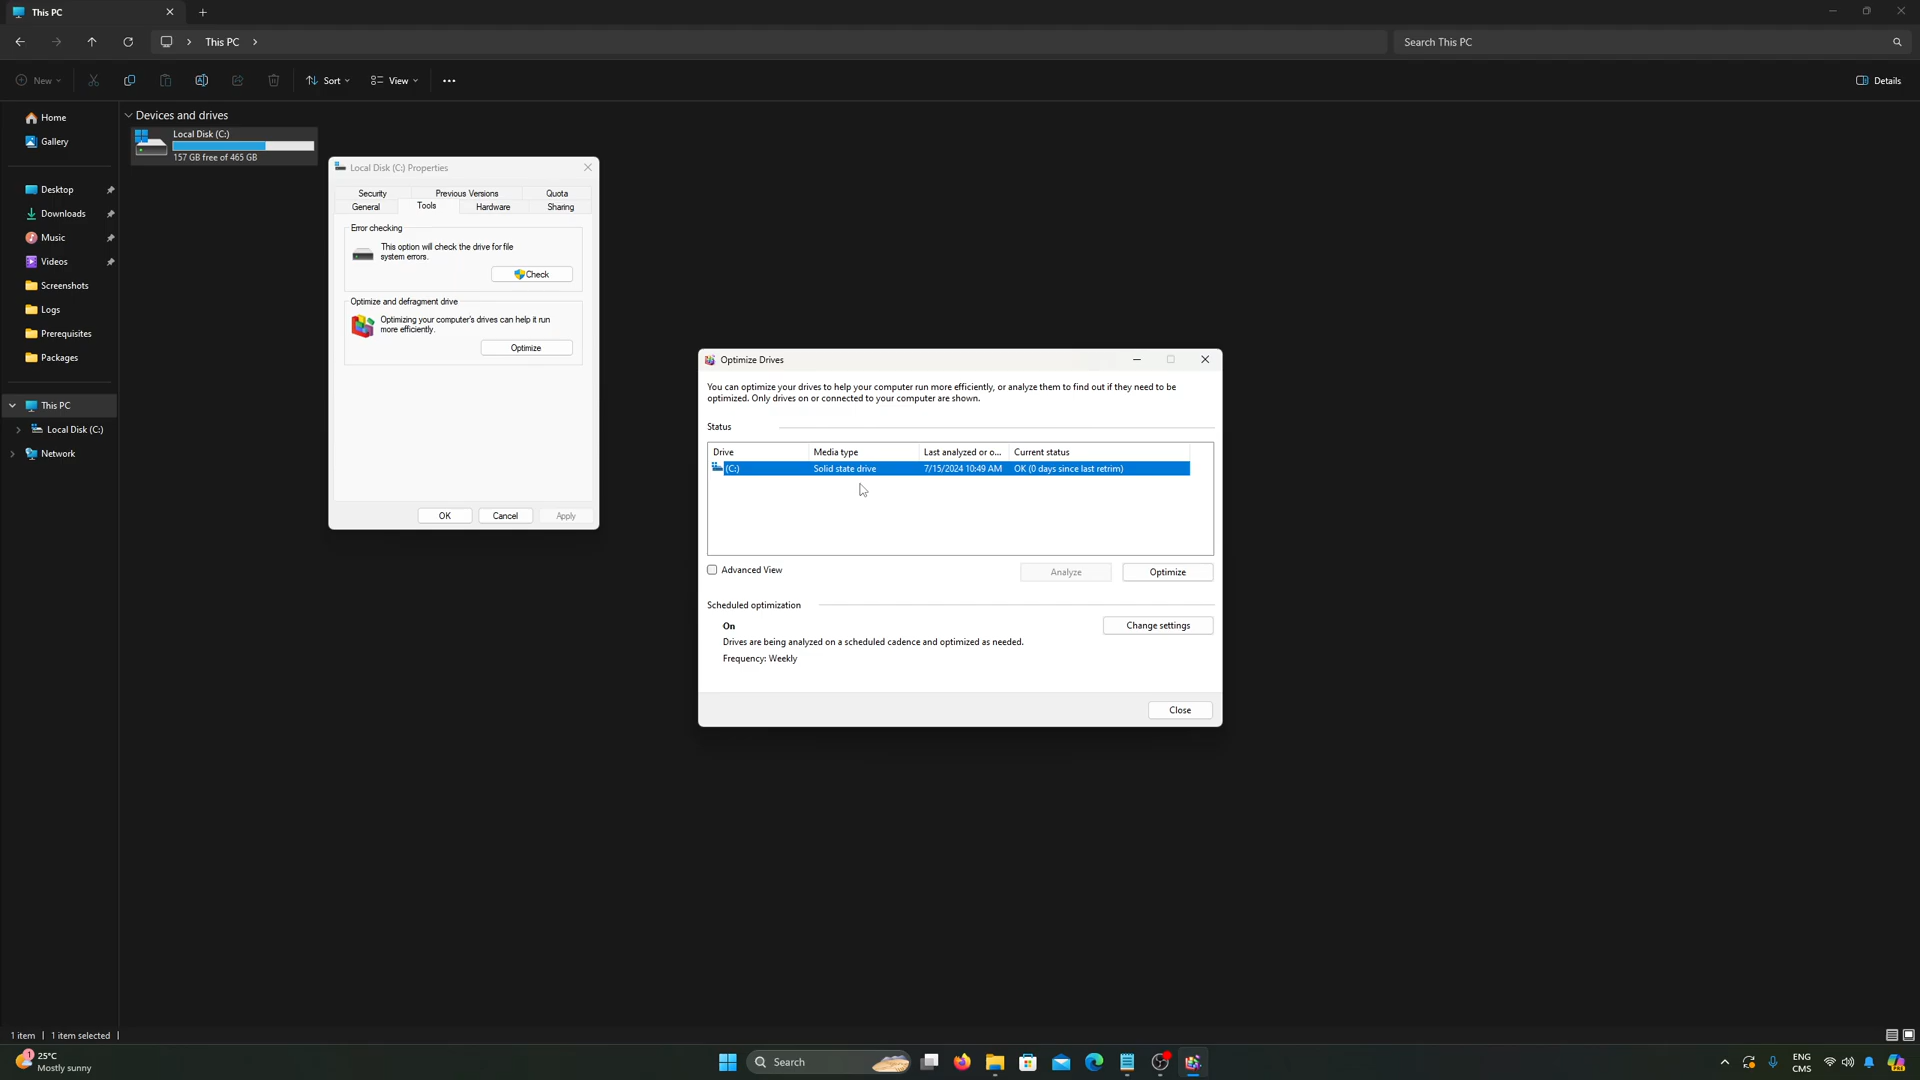 This PC
This PC
Search This PC
New
Sort
View
Details
Home
Gallery
Desktop
Downloads
Music
Videos
Screenshots
Logs
Prerequisites
Packages
This PC
Local Disk (C:)
Network
Devices and drives
Local Disk (C:)
157 GB free of 465 GB
Local Disk (C:) Properties
Security Previous Versions Quota
General Tools Hardware Sharing
Error checking
This option will check the drive for file
system errors.
Check
Optimize and defragment drive
Optimizing your computer's drives can help it run
more efficiently.
Optimize
OK Cancel Apply
Optimize Drives
You can optimize your drives to help your computer run more efficiently, or analyze them to find out if they need to be
optimized. Only drives on or connected to your computer are shown.
Status
Drive Media type Last analyzed or o... Current status
(C:) Solid state drive 7/15/2024 10:49 AM OK (0 days since last retrim)
Advanced View
Analyze Optimize
Scheduled optimization
On
Change settings
Drives are being analyzed on a scheduled cadence and optimized as needed.
Frequency: Weekly
Close
1 item 1 item selected
1
25°C
Mostly sunny
Search
ENG
CMS
PRE